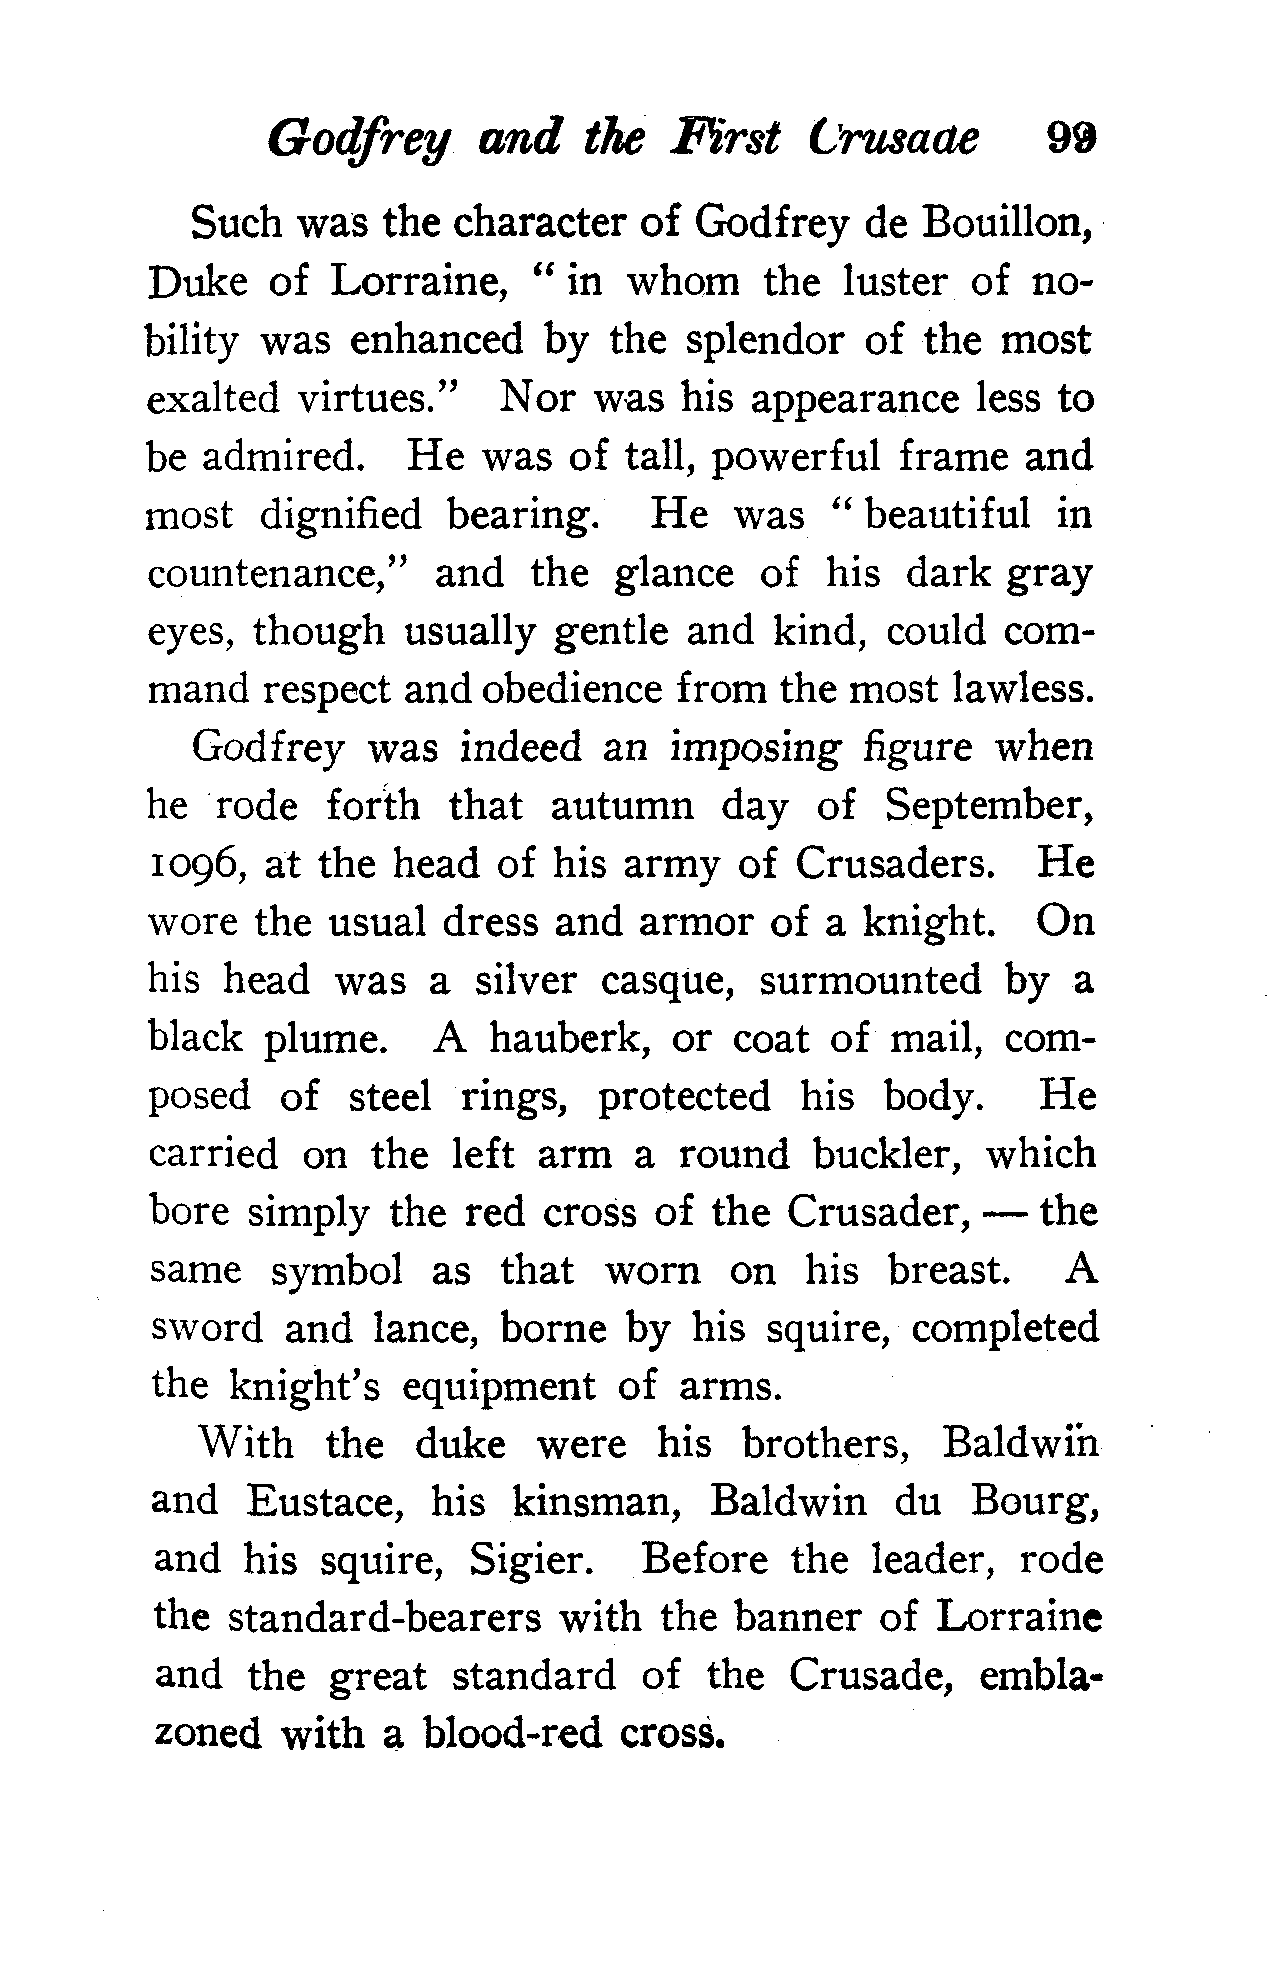 Godfrey and the First Crusade 99
Such was the character of Godfrey de Bouillon,
Duke of Lorraine, " in whom the luster of no-
bility was enhanced by the splendor of the most
exalted virtues." Nor was his appearance less to
be admired. He was of tall, powerful frame and
most dignified bearing. He was " beautiful in
countenance," and the glance of his dark gray
eyes, though usually gentle and kind, could com-
mand respect and obedience from the most lawless.
Godfrey was indeed an imposing figure when
he rode forth that autumn day of September,
1096, at the head of his army of Crusaders. He
wore the usual dress and armor of a knight. On
his head was a silver casque, surmounted by a
black plume. A hauberk, or coat of mail, com-
posed of steel rings, protected his body. He
carried on the left arm a round buckler, which
bore simply the red cross of the Crusader, — the
same symbol as that worn on his breast. A
sword and lance, borne by his squire, completed
the knight's equipment of arms.
With the duke were his brothers, Baldwin
and Eustace, his kinsman, Baldwin du Bourg,
and his squire, Sigier. Before the leader, rode
the standard-bearers with the banner of Lorraine
and the great standard of the Crusade, embla-
zoned with a blood-red cross.